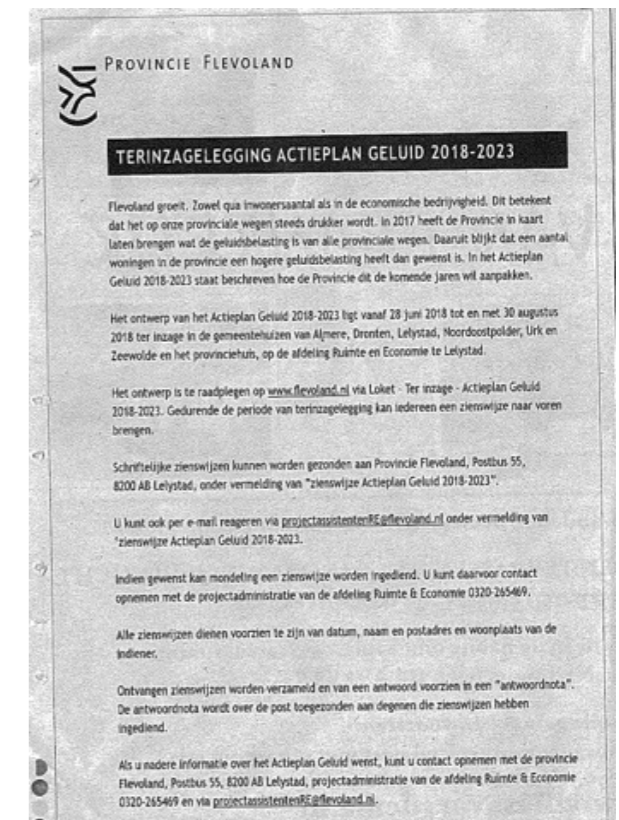 PROVINCIE FLEVOLAND
TERINZAGELEGGING ACTIEPLAN GELUID 2018-2023
Flevoland groeit. Zowel qua inwonersaantal als in de economische bedrijvigheid. Dit betekent
dat het op onze provinciale wegen steeds drukker wordt. In 2017 heeft de Provincie in kaart
laten brengen wat de geluidsbelasting is van alle provinciale wegen. Daaruit blijkt dat een aantal
woningen in de provincie een hogere geluidsbelasting heeft dan gewenst is. In het Actieplan
Geluid 2018-2023 staat beschreven hoe de Provincie dit de komende jaren wil aanpakken.
Het ontwerp van het Actieplan Geluid 2018-2023 ligt vanaf 28 juni 2018 tot en met 30 augustus
2018 ter inzage in de gemeentehuizen van Almere, Dronten, Lelystad, Noordoostpolder, Urk en
Zeewolde en het provinciehuis, op de afdeling Ruimte en Economie te Lelystad.
Het ontwerp is te raadplegen op www.flevoland.nl via Loket - Ter inzage - Actieplan Geluid
2018-2023. Gedurende de periode van terinzagelegging kan iedereen een zienswijze naar voren
brengen.
Schriftelijke zienswijzen kunnen worden gezonden aan Provincie Flevoland, Postbus 55,
8200 AB Lelystad, onder vermelding van "zienswijze Actieplan Geluid 2018-2023".
U kunt ook per e-mail reageren via projectassistentenRE@flevoland.nl onder vermelding van
"zienswijze Actieplan Geluid 2018-2023.
Indien gewenst kan mondeling een zienswijze worden ingediend. U kunt daarvoor contact
opnemen met de projectadministratie van de afdeling Ruimte & Economie 0320-265469.
Alle zienswijzen dienen voorzien te zijn van datum, naam en postadres en woonplaats van de
indiener.
Ontvangen zienswijzen worden verzameld en van een antwoord voorzien in een "antwoordnota".
De antwoordnota wordt over de post toegezonden aan degenen die zienswijzen hebben
ingediend.
Als u nadere informatie over het Actieplan Geluid wenst, kunt u contact opnemen met de provincie
Flevoland, Postbus 55, 8200 AB Lelystad, projectadministratie van de afdeling Ruimte & Economie
0320-265469 en via projectassistentenRE@flevoland.nl.